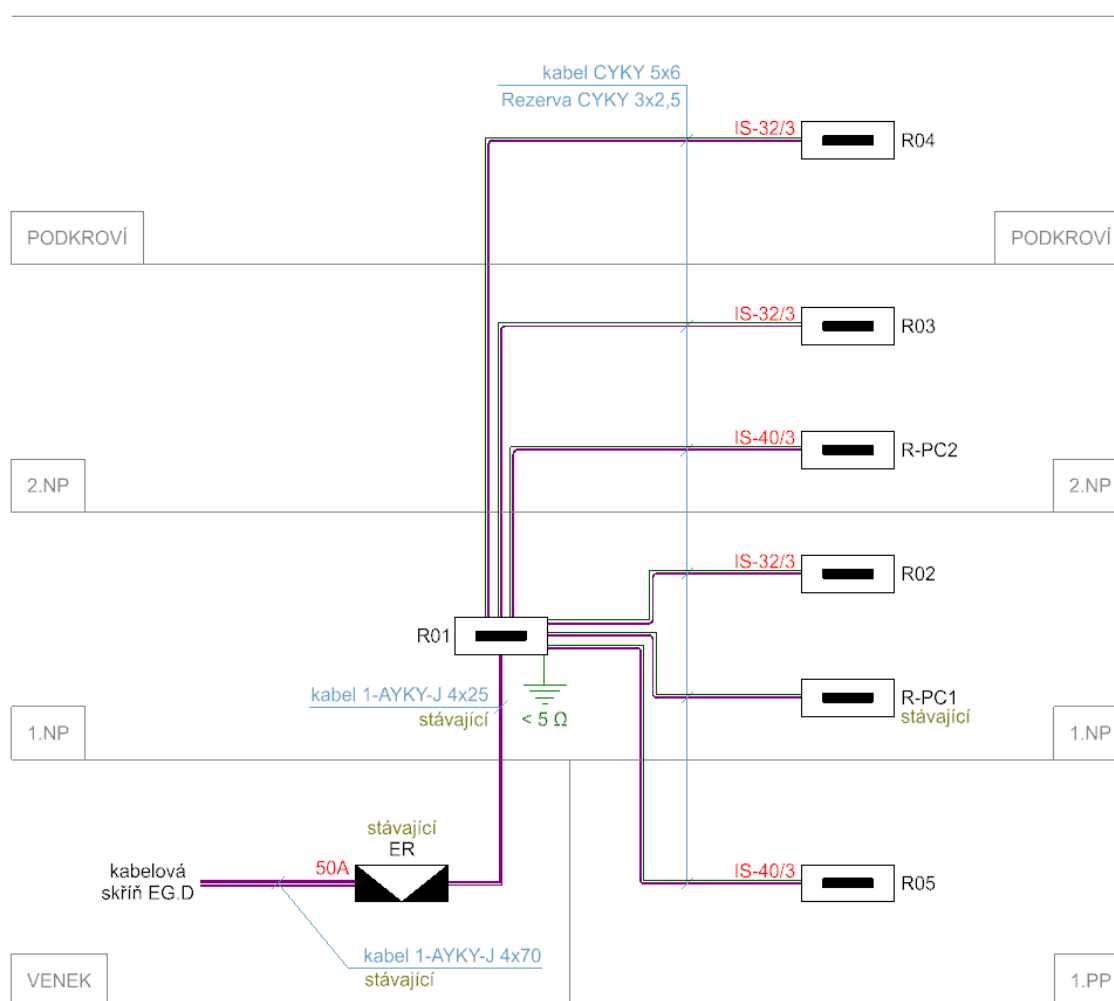 kabel CYKY 5x6
Rezerva CYKY 3x2,5
IS-32/3
R04
PODKROVÍ
PODKROVÍ
IS-32/3
R03
IS-40/3
R-PC2
2.NP
2.NP
IS-32/3
R02
R01
kabel 1-AYKY-J 4x25
stávající
< 5 Ω
R-PC1
stávající
1.NP
1.NP
stávající
ER
50A
kabelová
skříň EG.D
IS-40/3
R05
kabel 1-AYKY-J 4x70
stávající
VENEK
1.PP